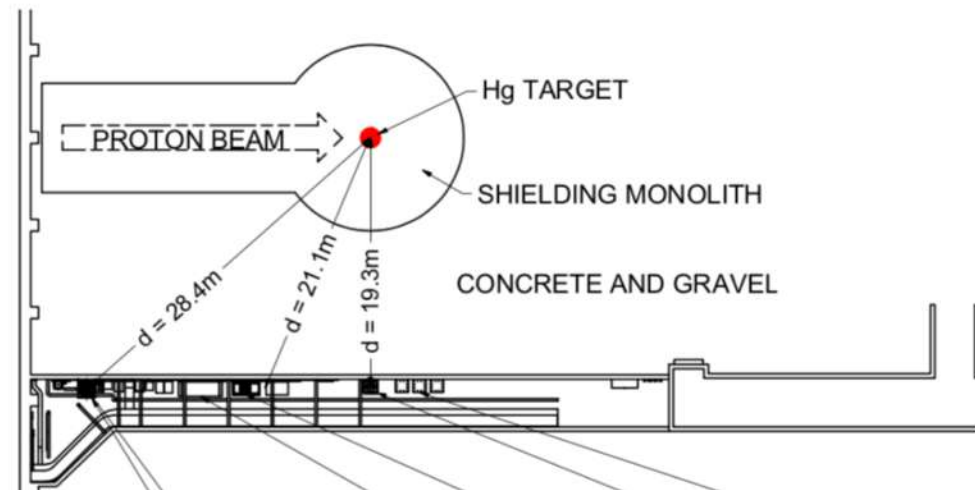 Hg TARGET
PROTON BEAM
SHIELDING MONOLITH
d = 28.4m
d = 21.1m
d = 19.3m
CONCRETE AND GRAVEL